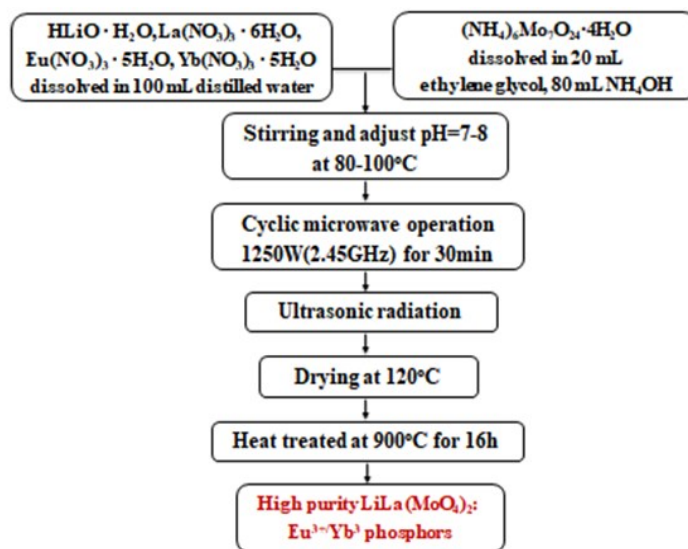 HLiO · H₂O,La(NO₃)₃ · 6H₂O,
Eu(NO₃)₃ · 5H₂O, Yb(NO₃)₃ · 5H₂O
dissolved in 100 mL distilled water
(NH₄)₆Mo₇O₂₄·4H₂O
dissolved in 20 mL
ethylene glycol, 80 mL NH₄OH
Stirring and adjust pH=7-8
at 80-100°C
Cyclic microwave operation
1250W(2.45GHz) for 30min
Ultrasonic radiation
Drying at 120°C
Heat treated at 900°C for 16h
High purity LiLa(MoO₄)₂:
Eu³⁺/Yb³ phosphors